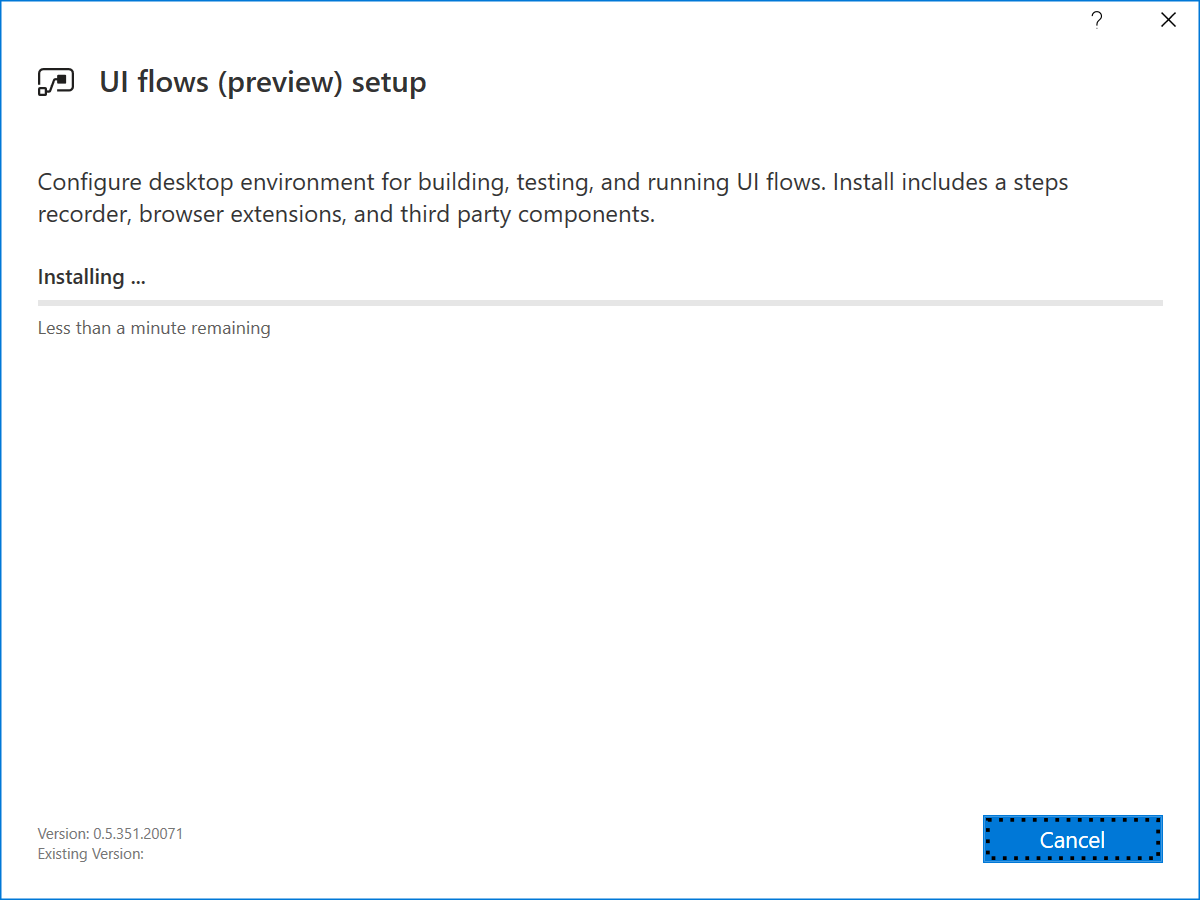 ?
UI flows (preview) setup
Configure desktop environment for building, testing, and running UI flows. Install includes a steps
recorder, browser extensions, and third party components.
Installing ...
Less than a minute remaining
Version: 0.5.351.20071
Existing Version:
Cancel